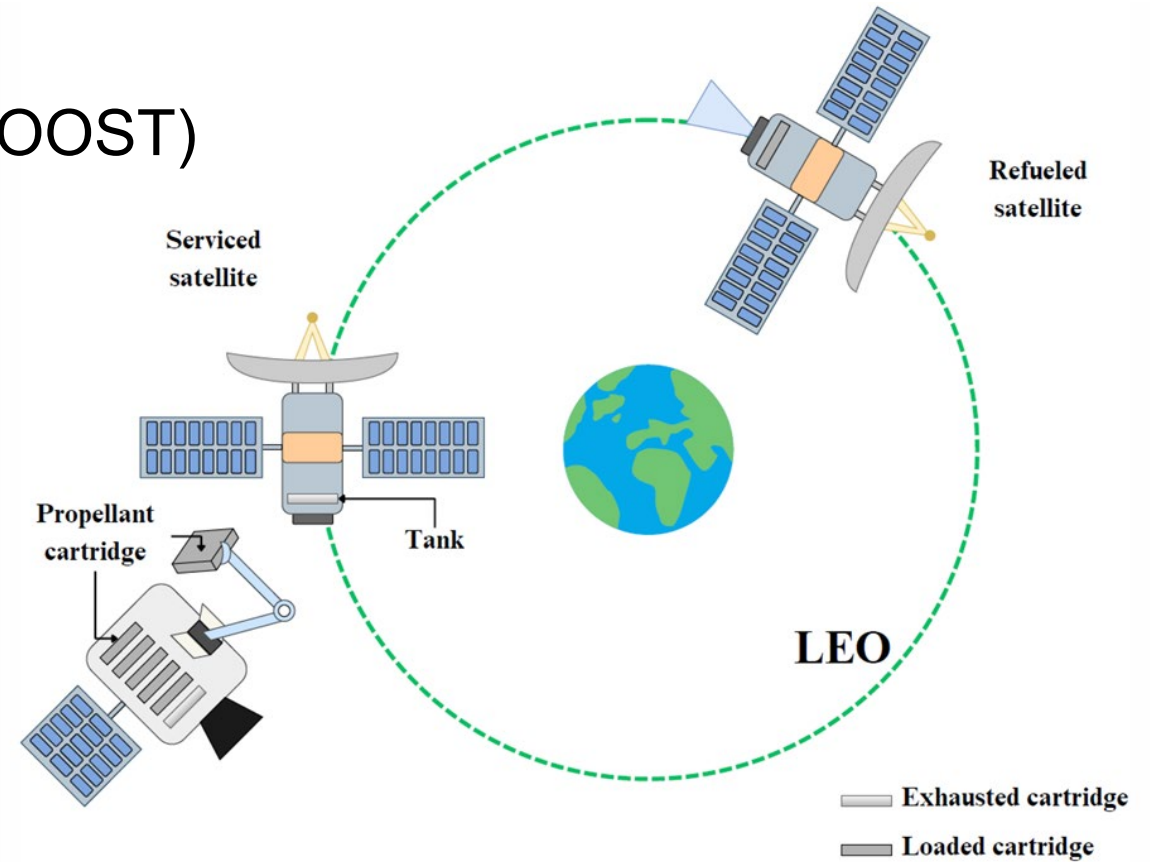 OOST)
Refueled
satellite
Serviced
satellite
Propellant
cartridge
Tank
LEO
Exhausted cartridge
Loaded cartridge